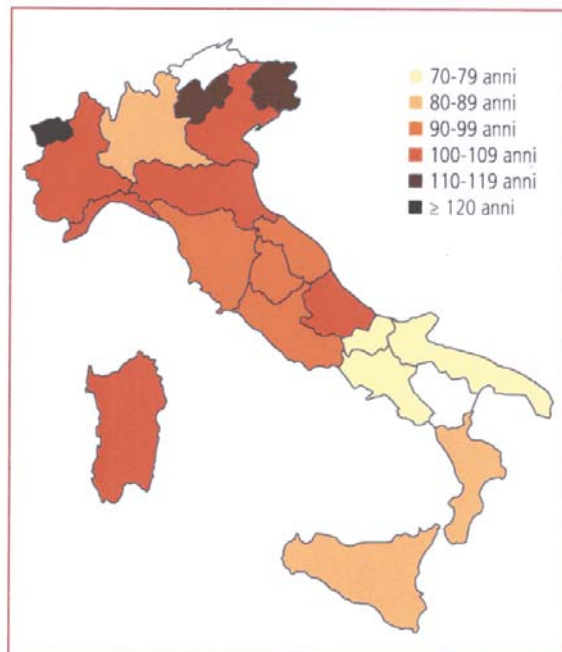 70-79 anni
80-89 anni
90-99 anni
100-109 anni
110-119 anni
≥ 120 anni